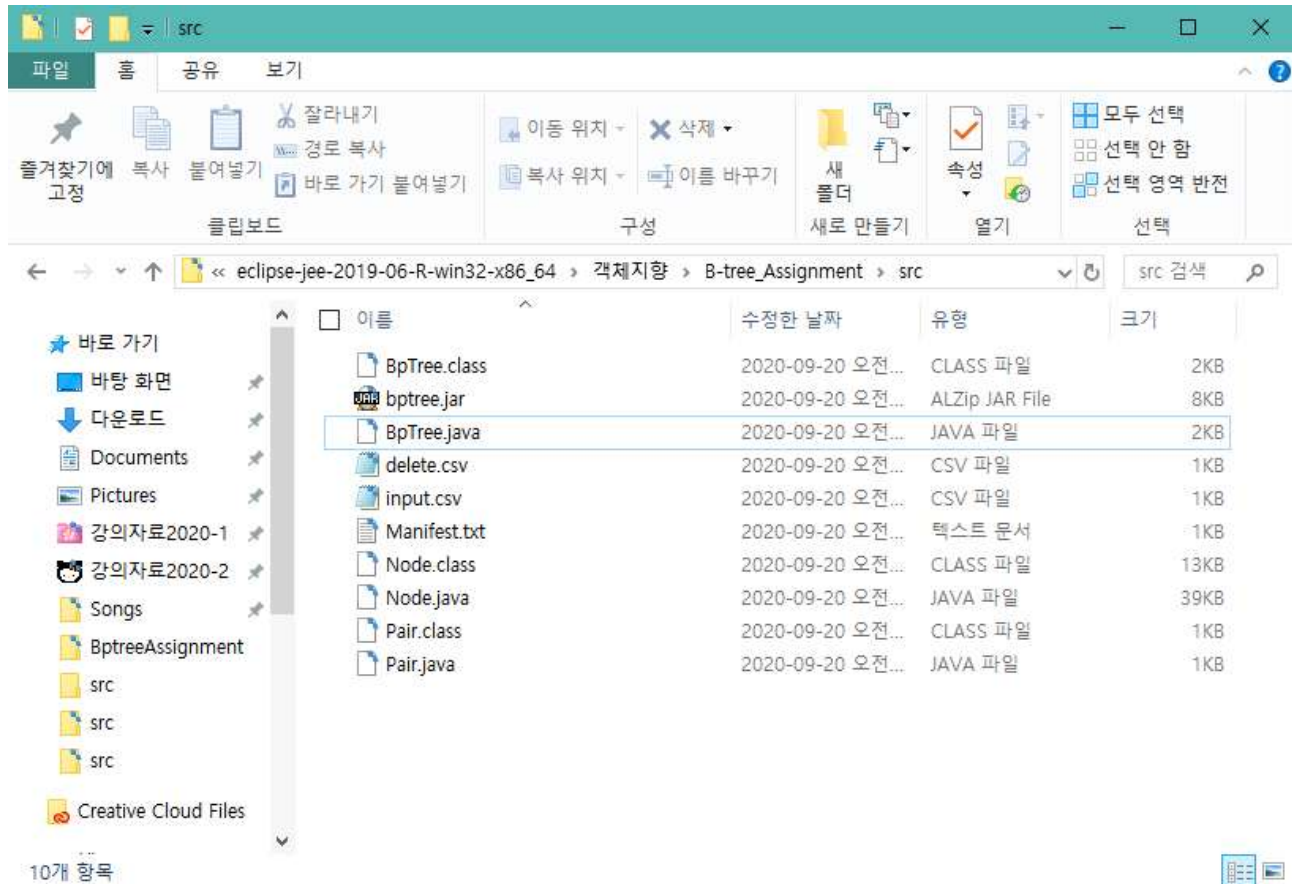 src
파일 홈 공유 보기
즐겨찾기에 고정
복사
붙여넣기
잘라내기
경로 복사
바로 가기 붙여넣기
클립보드
이동 위치
복사 위치
삭제
이름 바꾸기
구성
새 폴더
새로 만들기
속성
열기
모두 선택
선택 안 함
선택 영역 반전
선택
« eclipse-jee-2019-06-R-win32-x86_64 › 객체지향 › B-tree_Assignment › src
src 검색
바로 가기
바탕 화면
다운로드
Documents
Pictures
강의자료2020-1
강의자료2020-2
Songs
BptreeAssignment
src
src
src
Creative Cloud Files
이름 수정한 날짜 유형 크기
BpTree.class 2020-09-20 오전... CLASS 파일 2KB
bptree.jar 2020-09-20 오전... ALZip JAR File 8KB
BpTree.java 2020-09-20 오전... JAVA 파일 2KB
delete.csv 2020-09-20 오전... CSV 파일 1KB
input.csv 2020-09-20 오전... CSV 파일 1KB
Manifest.txt 2020-09-20 오전... 텍스트 문서 1KB
Node.class 2020-09-20 오전... CLASS 파일 13KB
Node.java 2020-09-20 오전... JAVA 파일 39KB
Pair.class 2020-09-20 오전... CLASS 파일 1KB
Pair.java 2020-09-20 오전... JAVA 파일 1KB
10개 항목